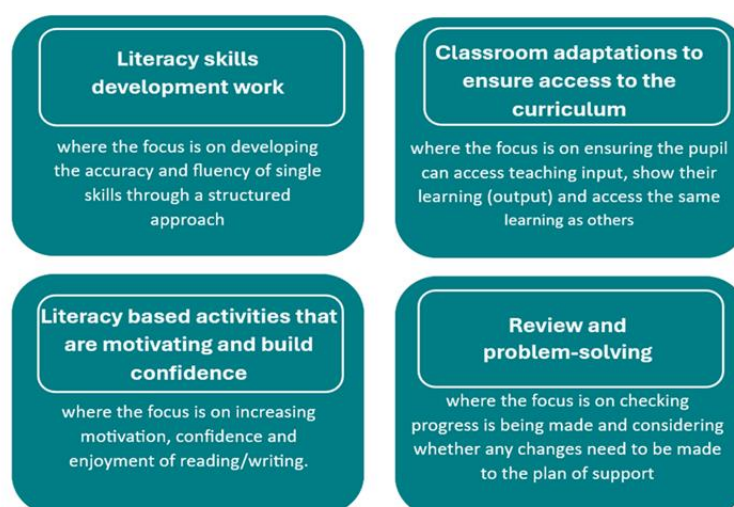 Literacy skills
development work
where the focus is on developing
the accuracy and fluency of single
skills through a structured
approach
Classroom adaptations to
ensure access to the
curriculum
where the focus is on ensuring the pupil
can access teaching input, show their
learning (output) and access the same
learning as others
Literacy based activities that
are motivating and build
confidence
where the focus is on increasing
motivation, confidence and
enjoyment of reading/writing.
Review and
problem-solving
where the focus is on checking
progress is being made and considering
whether any changes need to be made
to the plan of support